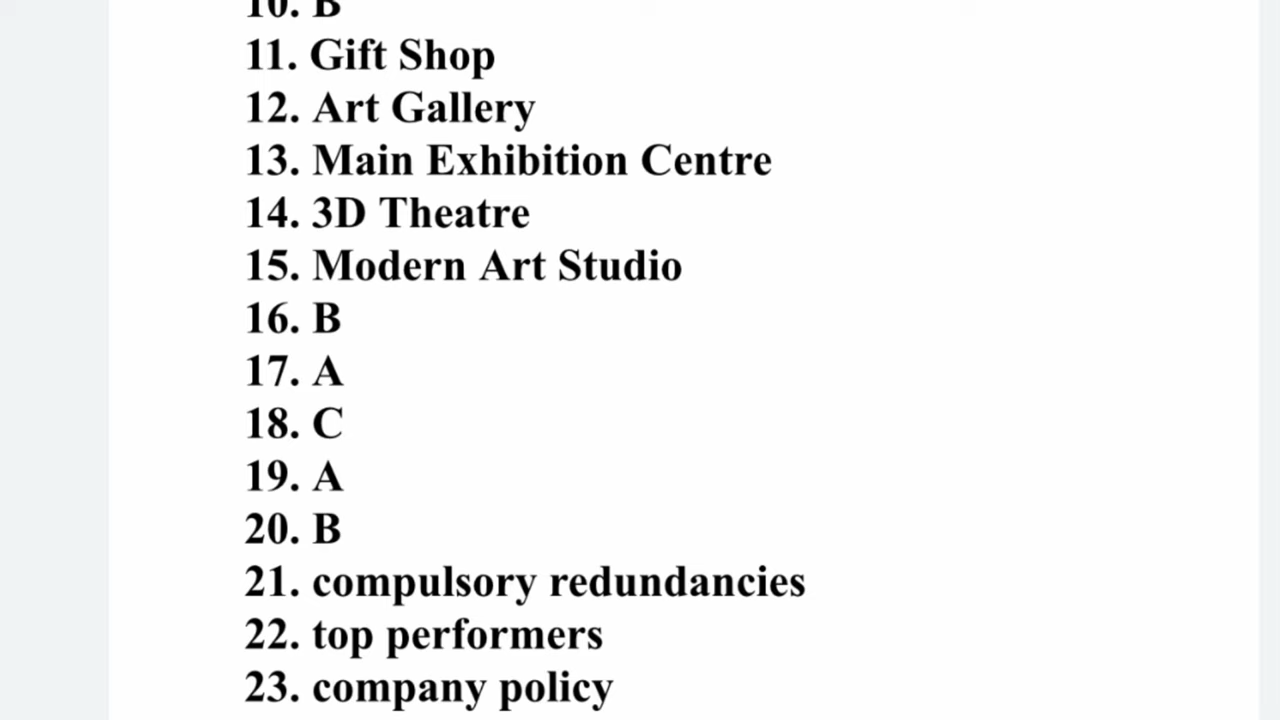 10. B
11. Gift Shop
12. Art Gallery
13. Main Exhibition Centre
14. 3D Theatre
15. Modern Art Studio
16. B
17. A
18. C
19. A
20. B
21. compulsory redundancies
22. top performers
23. company policy